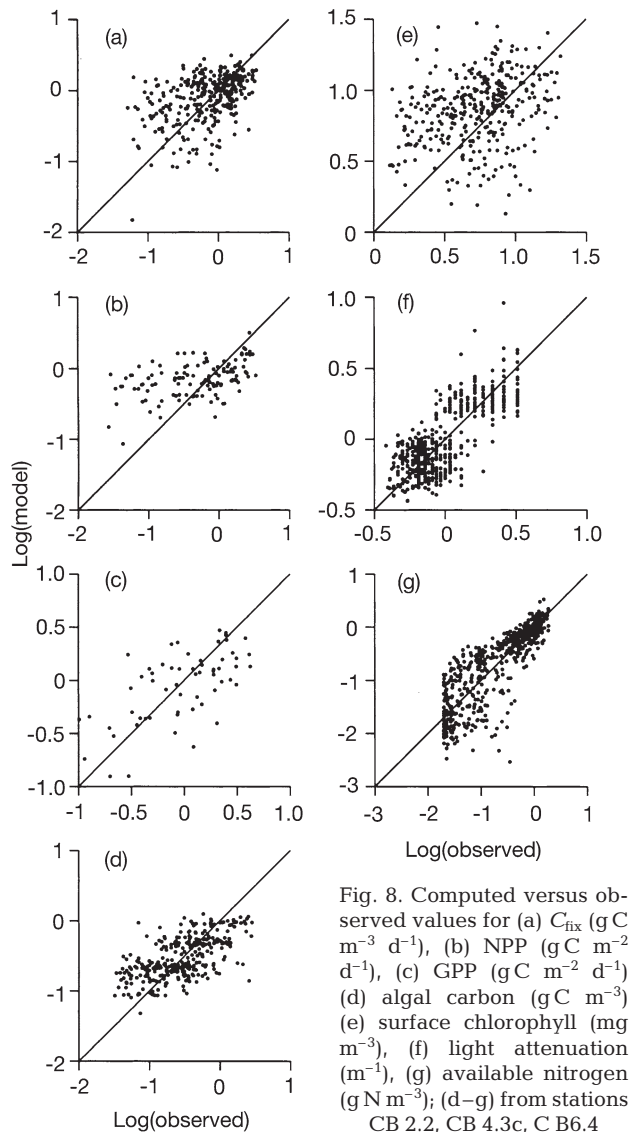 1
0
-1
-2
-2 -1 0 1
(a)
1.5
1.0
0.5
0
0 0.5 1.0 1.5
(e)
1
0
-1
-2
-2 -1 0 1
(b)
1.0
0.5
0
-0.5
-0.5 0 0.5 1.0
(f)
Log(model)
1.0
0.5
0
-0.5
-1.0
-1 -0.5 0 0.5 1.0
(c)
1
0
-1
-2
-3
-3 -2 -1 0 1
(g)
Log(observed)
1
0
-1
-2
-2 -1 0 1
(d)
Log(observed)
Fig. 8. Computed versus ob-
served values for (a) Cfix (g C
m⁻³ d⁻¹), (b) NPP (g C m⁻²
d⁻¹), (c) GPP (g C m⁻² d⁻¹)
(d) algal carbon (g C m⁻³)
(e) surface chlorophyll (mg
m⁻³), (f) light attenuation
(m⁻¹), (g) available nitrogen
(g N m⁻³); (d–g) from stations
CB 2.2, CB 4.3c, C B6.4